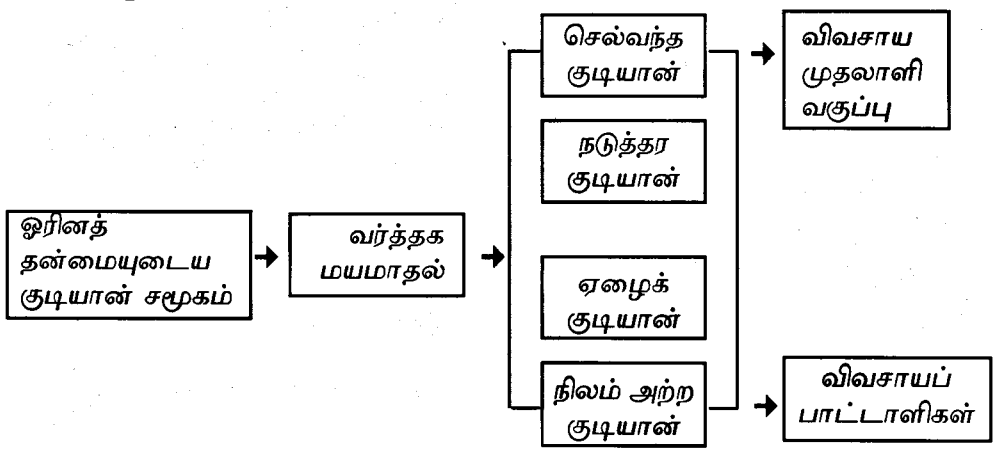 ஓரினத்
தன்மையுடைய
குடியான் சமூகம்
வர்த்தக
மயமாதல்
செல்வந்த
குடியான்
நடுத்தர
குடியான்
ஏழைக்
குடியான்
நிலம் அற்ற
குடியான்
விவசாய
முதலாளி
வகுப்பு
விவசாயப்
பாட்டாளிகள்